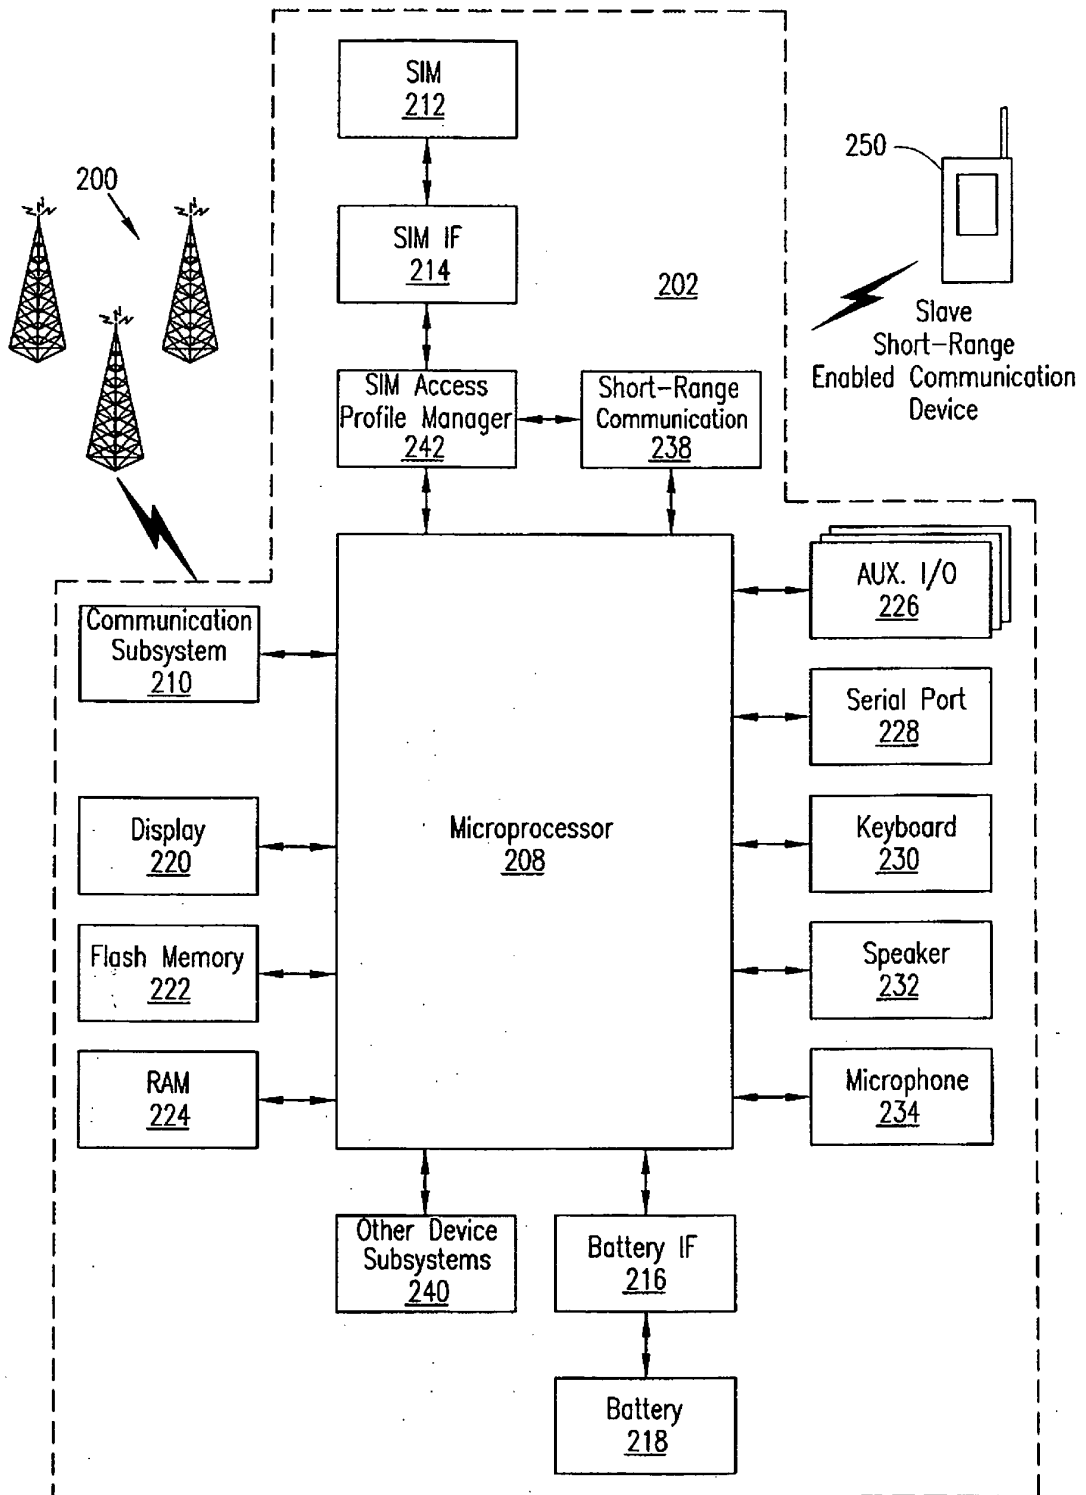 SIM
212
200
250
SIM IF
214
202
Slave
Short-Range
Enabled Communication
Device
SIM Access
Profile Manager
242
Short-Range
Communication
238
AUX. I/O
226
Communication
Subsystem
210
Serial Port
228
Display
220
Microprocessor
208
Keyboard
230
Flash Memory
222
Speaker
232
RAM
224
Microphone
234
Other Device
Subsystems
240
Battery IF
216
Battery
218